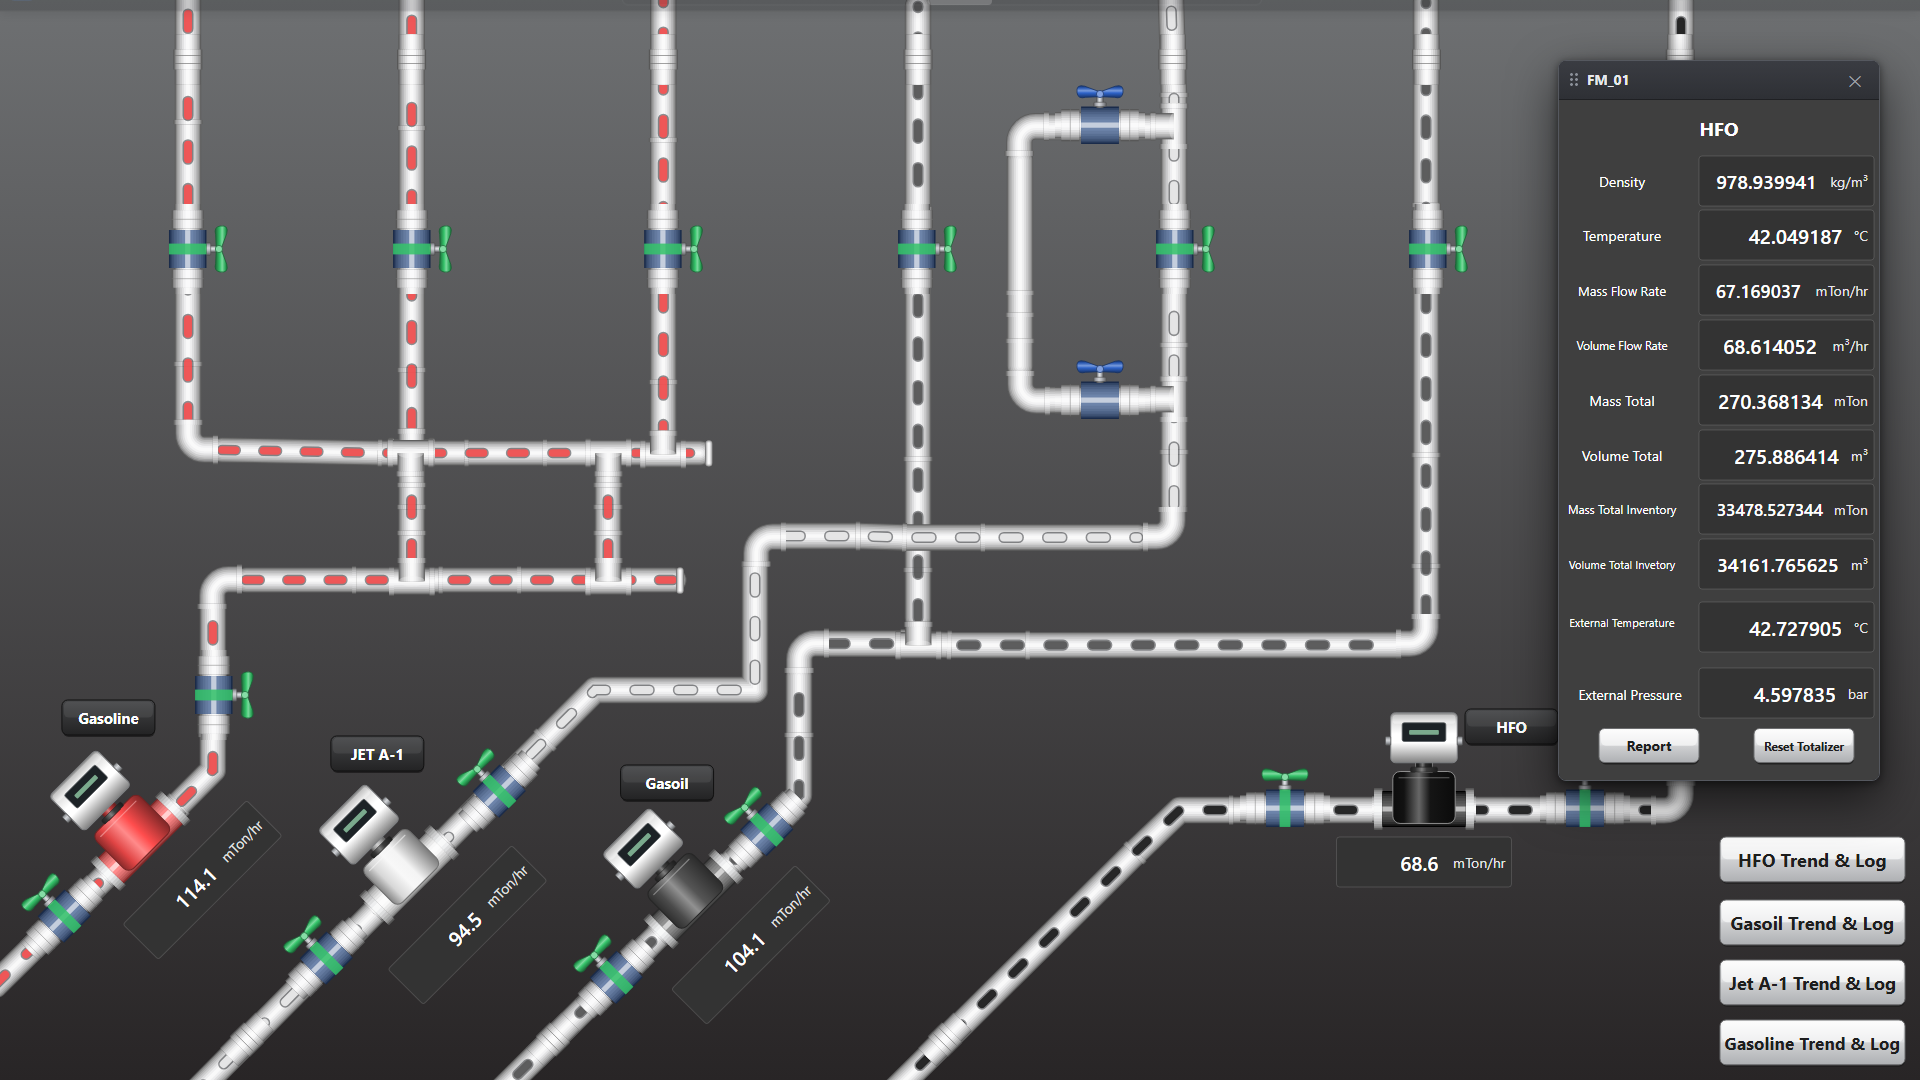 FM_01
HFO
Density 978.939941 kg/m³
Temperature 42.049187 °C
Mass Flow Rate 67.169037 mTon/hr
Volume Flow Rate 68.614052 m³/hr
Mass Total 270.368134 mTon
Volume Total 275.886414 m³
Mass Total Inventory 33478.527344 mTon
Volume Total Invetory 34161.765625 m³
External Temperature 42.727905 °C
External Pressure 4.597835 bar
Report Reset Totalizer
Gasoline
114.1 mTon/hr
JET A-1
94.5 mTon/hr
Gasoil
104.1 mTon/hr
HFO
68.6 mTon/hr
HFO Trend & Log
Gasoil Trend & Log
Jet A-1 Trend & Log
Gasoline Trend & Log